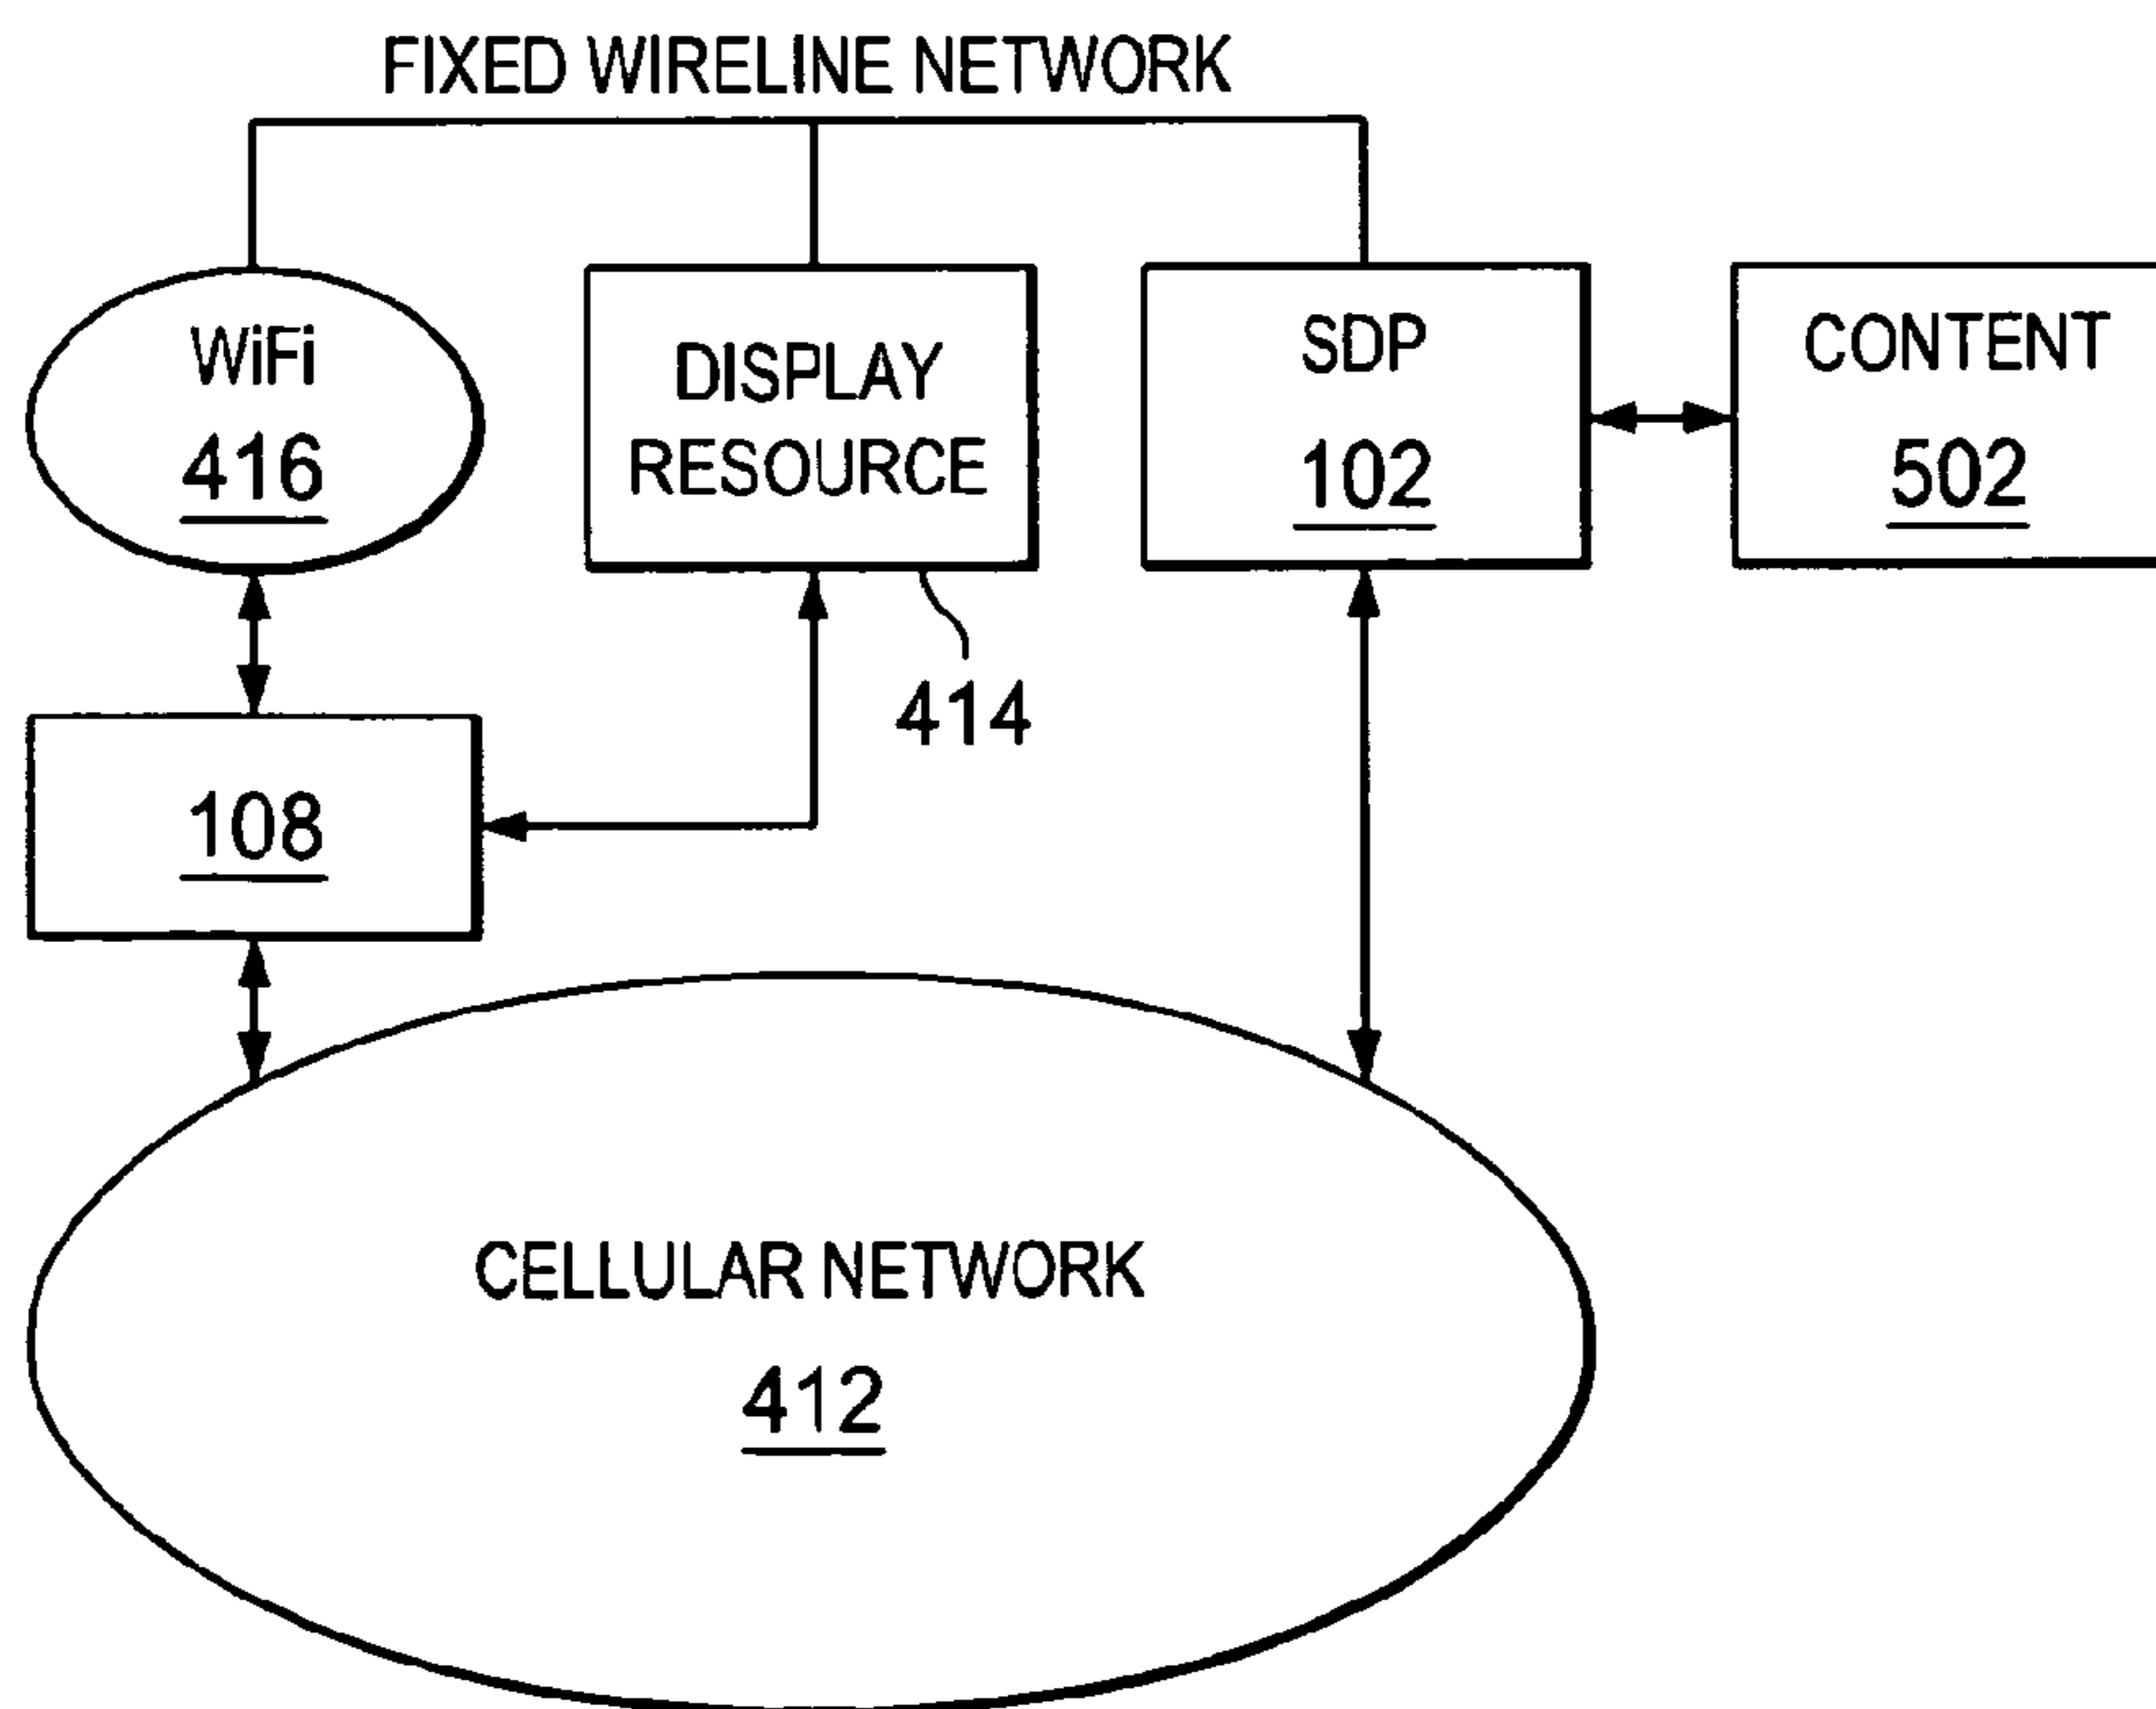 FIXED WIRELINE NETWORK
WiFi
416
DISPLAY
RESOURCE
414
SDP
102
CONTENT
502
108
CELLULAR NETWORK
412